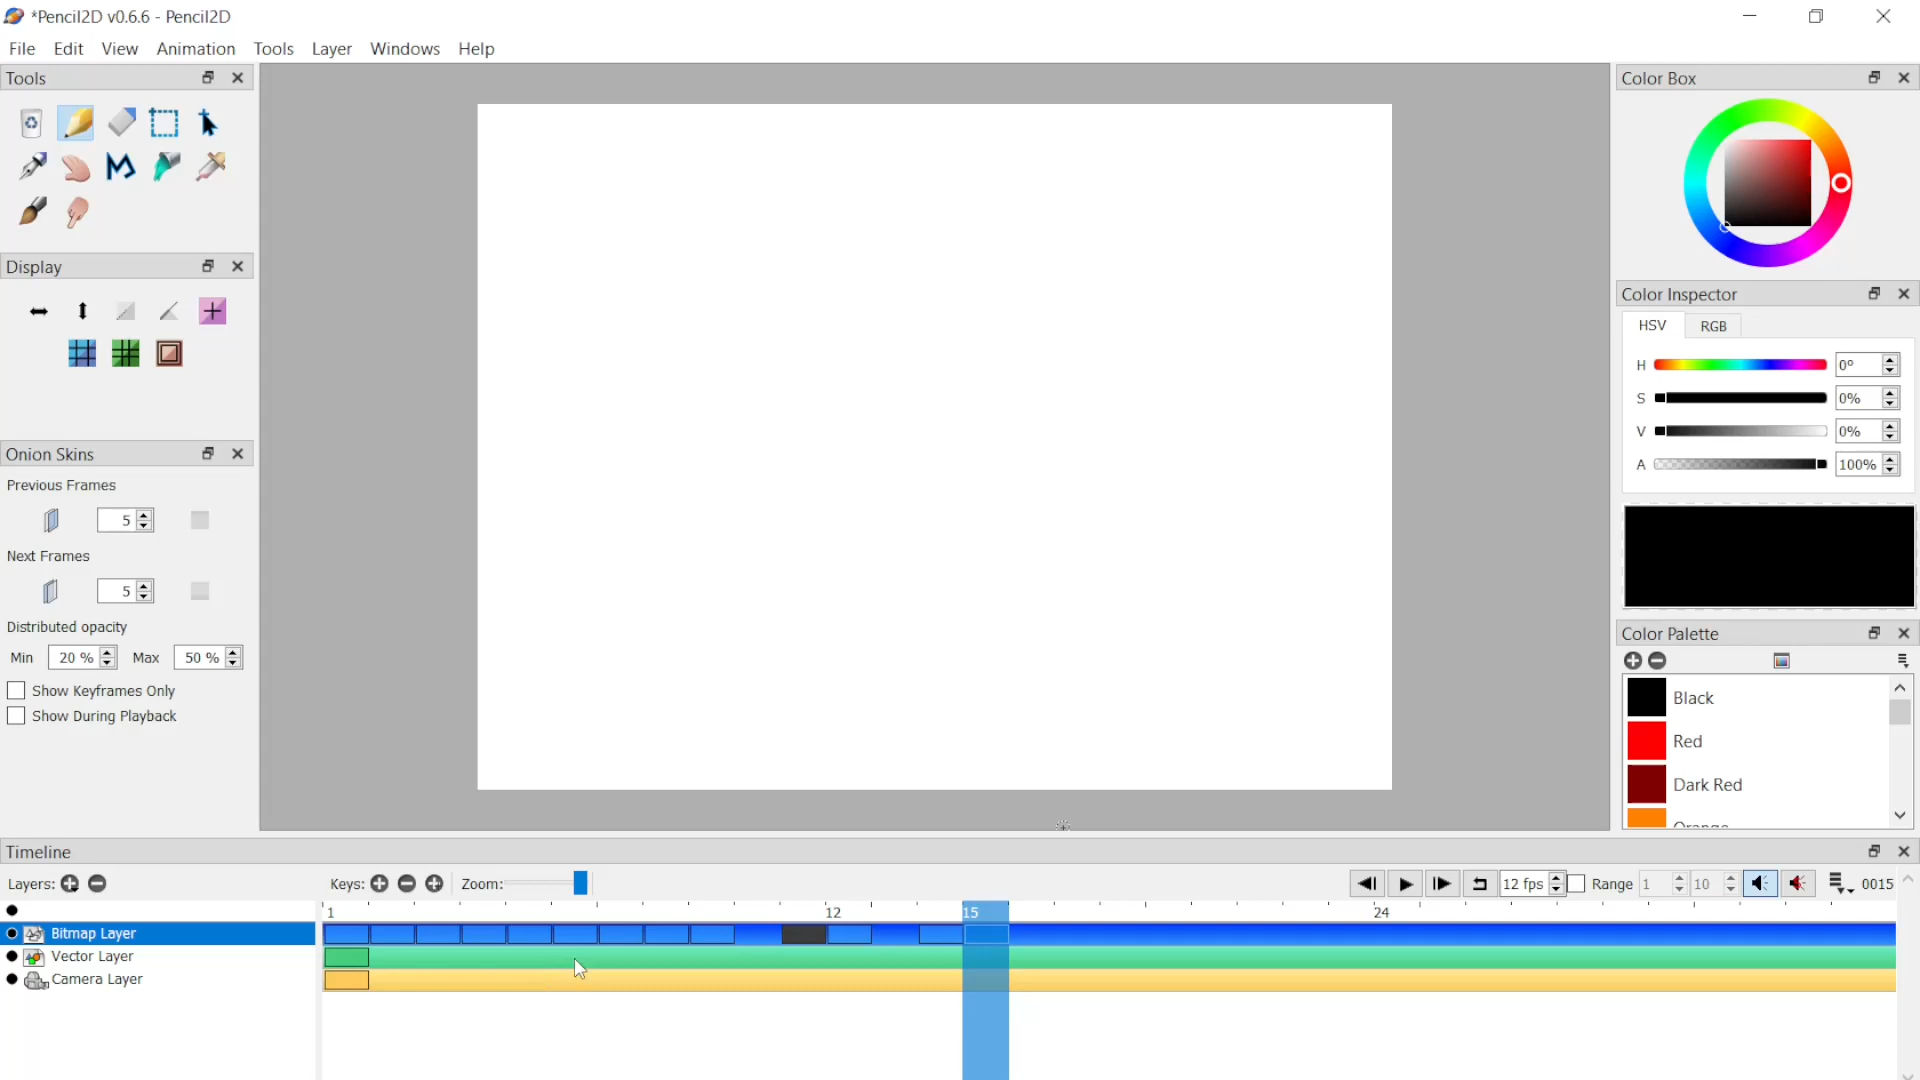 *Pencil2D v0.6.6 - Pencil2D
File Edit View Animation Tools Layer Windows Help
Tools
Display
Onion Skins
Previous Frames
5
Next Frames
5
Distributed opacity
Min 20 % Max 50 %
Show Keyframes Only
Show During Playback
Color Box
Color Inspector
HSV RGB
H 0°
S 0%
V 0%
A 100%
Color Palette
Black
Red
Dark Red
Orange
Timeline
Layers: Keys: Zoom: 12 fps Range 1 10 0015
1 12 15 24
Bitmap Layer
Vector Layer
Camera Layer